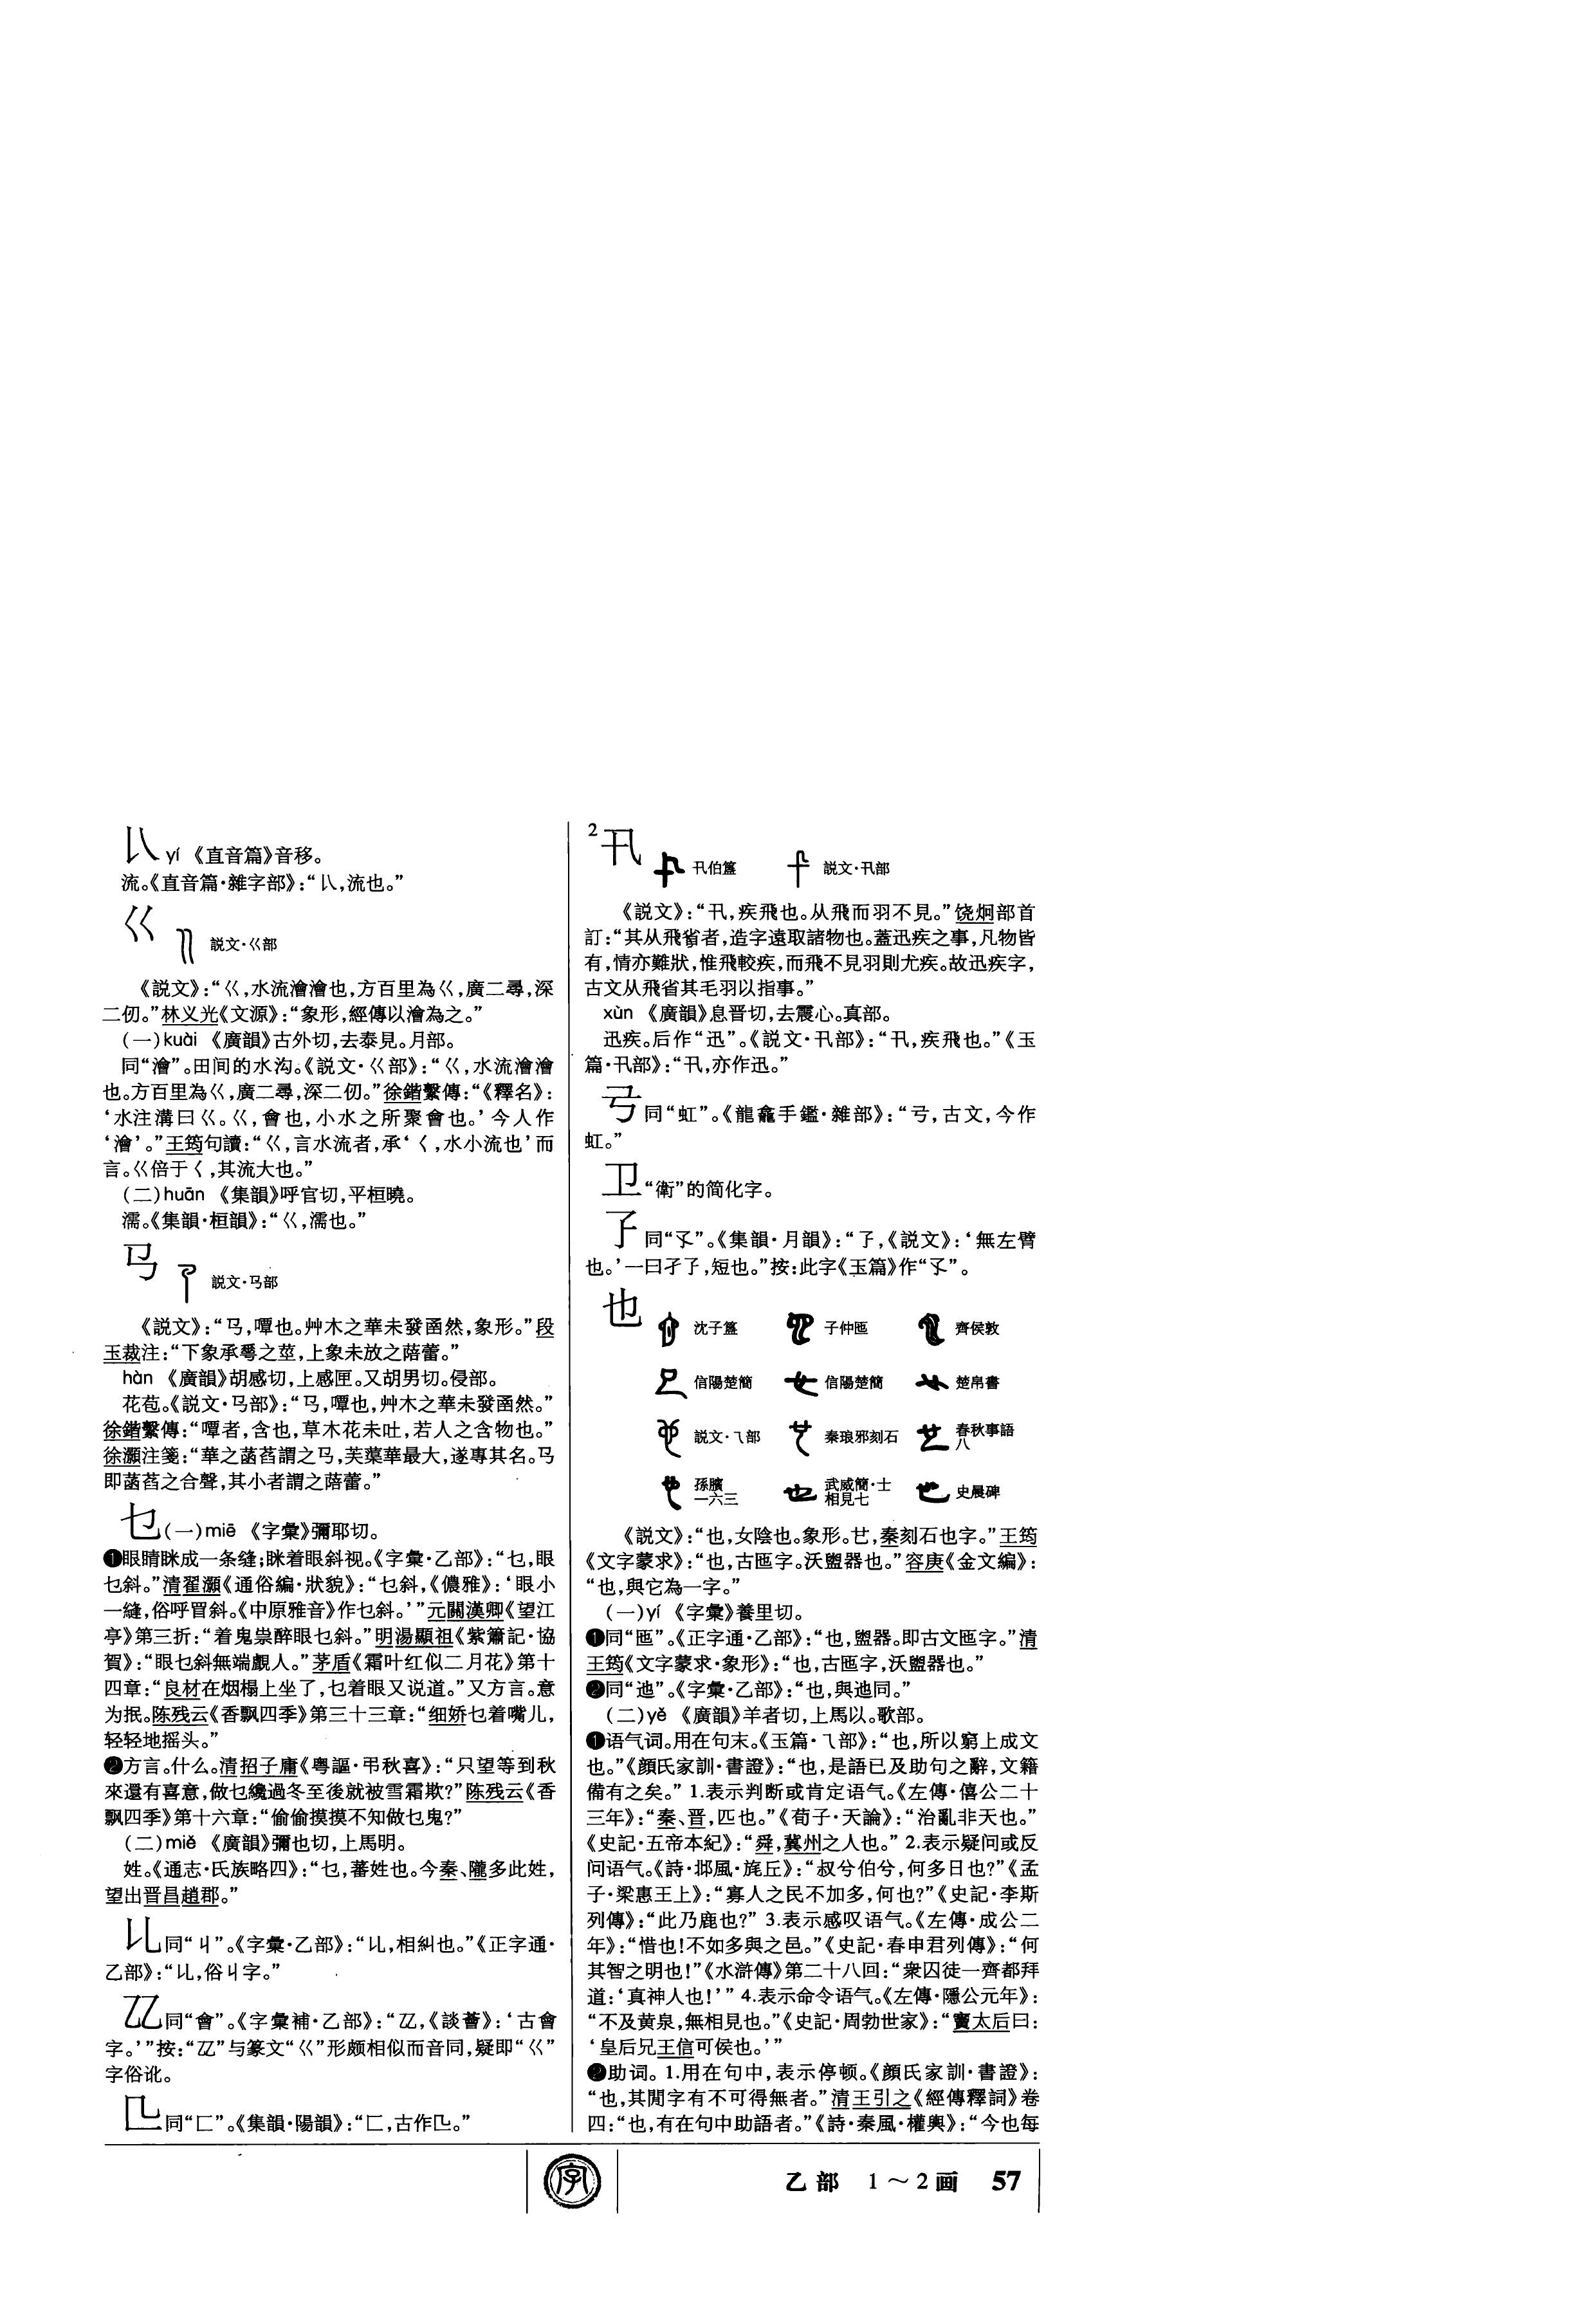 乁 yí 《直音篇》音移。
流。《直音篇·雜字部》：“乁，流也。”
巜 説文·巜部
《説文》：“巜，水流澮澮也，方百里為巜，廣二尋，深
二仞。”林义光《文源》：“象形，經傳以澮為之。”
（一）kuài 《廣韻》古外切，去泰見。月部。
同“澮”。田间的水沟。《説文·巜部》：“巜，水流澮澮
也。方百里為巜，廣二尋，深二仞。”徐鍇繫傳：“《釋名》：
‘水注溝曰巜。巜，會也，小水之所聚會也。’今人作
‘澮’。”王筠句讀：“巜，言水流者，承‘𡿨，水小流也’而
言。巜倍于𡿨，其流大也。”
（二）huān 《集韻》呼官切，平桓曉。
濡。《集韻·桓韻》：“巜，濡也。”
㔾 説文·㔾部
《説文》：“㔾，嘾也。艸木之華未發圅然，象形。”段
玉裁注：“下象承㖾之莖，上象未放之蓓蕾。”
hàn 《廣韻》胡感切，上感匣。又胡男切。侵部。
花苞。《説文·𢎘部》：“𢎘，嘾也，艸木之華未發圅然。”
徐鍇繫傳：“嘾者，含也，草木花未吐，若人之含物也。”
徐灝注箋：“華之菡萏謂之𢎘，芙蕖華最大，遂專其名。𢎘
即菡萏之合聲，其小者謂之蓓蕾。”
乜（一）miē 《字彙》彌耶切。
❶眼睛眯成一条缝；眯着眼斜视。《字彙·乙部》：“乜，眼
乜斜。”清翟灝《通俗編·狀貌》：“乜斜，《儂雅》：‘眼小
一縫，俗呼冒斜。《中原雅音》作乜斜。’”元關漢卿《望江
亭》第三折：“着鬼祟醉眼乜斜。”明湯顯祖《紫簫記·協
賀》：“眼乜斜無端覷人。”茅盾《霜叶红似二月花》第十
四章：“良材在烟榻上坐了，乜着眼又说道。”又方言。意
为抿。陈残云《香飘四季》第三十三章：“细娇乜着嘴儿，
轻轻地摇头。”
❷方言。什么。清招子庸《粵謳·弔秋喜》：“只望等到秋
來還有喜意，做乜纔過冬至後就被雪霜欺？”陈残云《香
飘四季》第十六章：“偷偷摸摸不知做乜鬼？”
（二）miě 《廣韻》彌也切，上馬明。
姓。《通志·氏族略四》：“乜，蕃姓也。今秦、隴多此姓，
望出晋昌趙郡。”
同“丩”。《字彙·乙部》：“，相糾也。”《正字通·
乙部》：“，俗丩字。”
同“會”。《字彙補·乙部》：“，《談薈》：‘古會
字。’”按：“”与篆文“巜”形颇相似而音同，疑即“巜”
字俗讹。
同“匚”。《集韻·陽韻》：“匚，古作。”
2 卂 卂伯簋 説文·卂部
《説文》：“卂，疾飛也。从飛而羽不見。”饶炯部首
訂：“其从飛省者，造字遠取諸物也。蓋迅疾之事，凡物皆
有，情亦難狀，惟飛較疾，而飛不見羽則尤疾。故迅疾字，
古文从飛省其毛羽以指事。”
xùn 《廣韻》息晋切，去震心。真部。
迅疾。后作“迅”。《説文·卂部》：“卂，疾飛也。”《玉
篇·卂部》：“卂，亦作迅。”
同“虹”。《龍龕手鑑·雜部》：“，古文，今作
虹。”
卫 “衛”的简化字。
同“孓”。《集韻·月韻》：“，《説文》：‘無左臂
也。’一曰孑，短也。”按：此字《玉篇》作“孓”。
也 沈子簋 子仲匜 齊侯敦
信陽楚簡 信陽楚簡 楚帛書
説文·乁部 秦琅邪刻石 春秋事語八
孫臏一六三 武威簡·士相見七 史晨碑
《説文》：“也，女陰也。象形。，秦刻石也字。”王筠
《文字蒙求》：“也，古匜字。沃盥器也。”容庚《金文編》：
“也，與它為一字。”
（一）yí 《字彙》養里切。
❶同“匜”。《正字通·乙部》：“也，盥器。即古文匜字。”清
王筠《文字蒙求·象形》：“也，古匜字，沃盥器也。”
❷同“迆”。《字彙·乙部》：“也，與迆同。”
（二）yě 《廣韻》羊者切，上馬以。歌部。
❶语气词。用在句末。《玉篇·乁部》：“也，所以窮上成文
也。”《顔氏家訓·書證》：“也，是語已及助句之辭，文籍
備有之矣。”1.表示判断或肯定语气。《左傳·僖公二十
三年》：“秦、晋，匹也。”《荀子·天論》：“治亂非天也。”
《史記·五帝本紀》：“舜，冀州之人也。”2.表示疑问或反
问语气。《詩·邶風·旄丘》：“叔兮伯兮，何多日也？”《孟
子·梁惠王上》：“寡人之民不加多，何也？”《史記·李斯
列傳》：“此乃鹿也？”3.表示感叹语气。《左傳·成公二
年》：“惜也！不如多與之邑。”《史記·春申君列傳》：“何
其智之明也！”《水滸傳》第二十八回：“衆囚徒一齊都拜
道：‘真神人也！’”4.表示命令语气。《左傳·隱公元年》：
“不及黄泉，無相見也。”《史記·周勃世家》：“竇太后曰：
‘皇后兄王信可侯也。’”
❷助词。1.用在句中，表示停顿。《顔氏家訓·書證》：
“也，其閒字有不可得無者。”清王引之《經傳釋詞》卷
四：“也，有在句中助語者。”《詩·秦風·權輿》：“今也每
字
乙部 1～2画 57